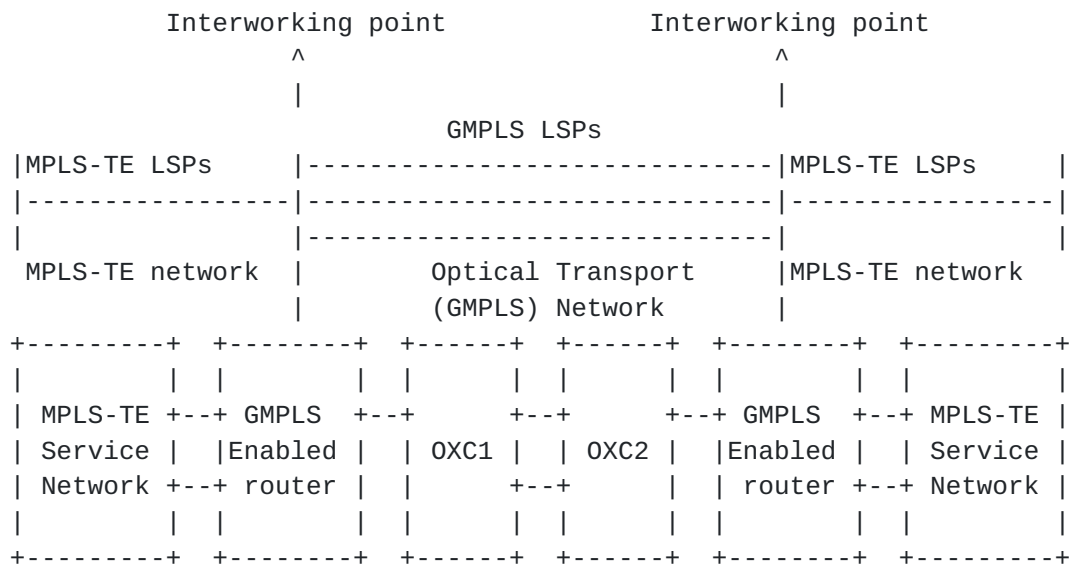 Interworking point Interworking point
^ ^
| |
GMPLS LSPs
|MPLS-TE LSPs |------------------------------|MPLS-TE LSPs |
|-----------------|------------------------------|-----------------|
| |------------------------------| |
MPLS-TE network | Optical Transport |MPLS-TE network
| (GMPLS) Network |
+---------+ +--------+ +------+ +------+ +--------+ +---------+
| | | | | | | | | | | |
| MPLS-TE +--+ GMPLS +--+ +--+ +--+ GMPLS +--+ MPLS-TE |
| Service | |Enabled | | OXC1 | | OXC2 | |Enabled | | Service |
| Network +--+ router | | +--+ | | router +--+ Network |
| | | | | | | | | | | |
+---------+ +--------+ +------+ +------+ +--------+ +---------+